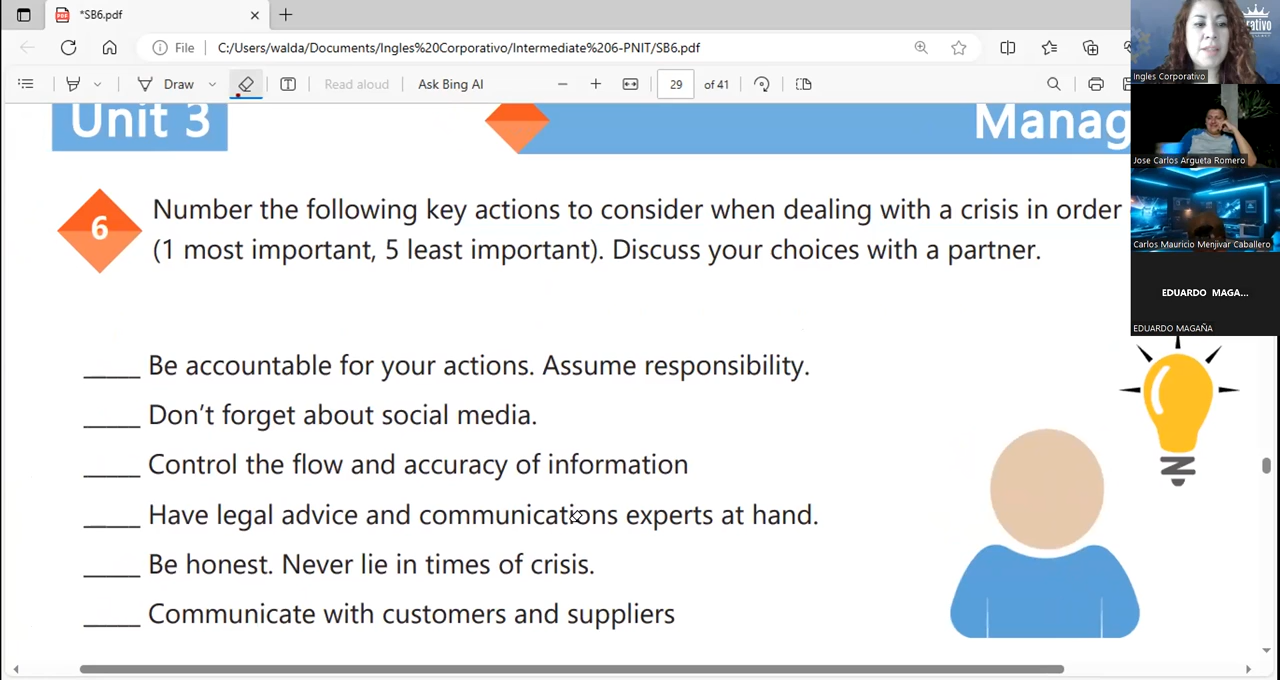 *SB6.pdf
File C:/Users/walda/Documents/Ingles%20Corporativo/Intermediate%206-PNIT/SB6.pdf
Draw Read aloud Ask Bing AI 29 of 41
Unit 3
Manag
6
Number the following key actions to consider when dealing with a crisis in order
(1 most important, 5 least important). Discuss your choices with a partner.
_____ Be accountable for your actions. Assume responsibility.
_____ Don't forget about social media.
_____ Control the flow and accuracy of information
_____ Have legal advice and communications experts at hand.
_____ Be honest. Never lie in times of crisis.
_____ Communicate with customers and suppliers
rativo
Ingles Corporativo
Jose Carlos Argueta Romero
Carlos Mauricio Menjivar Caballero
EDUARDO MAGA...
EDUARDO MAGAÑA